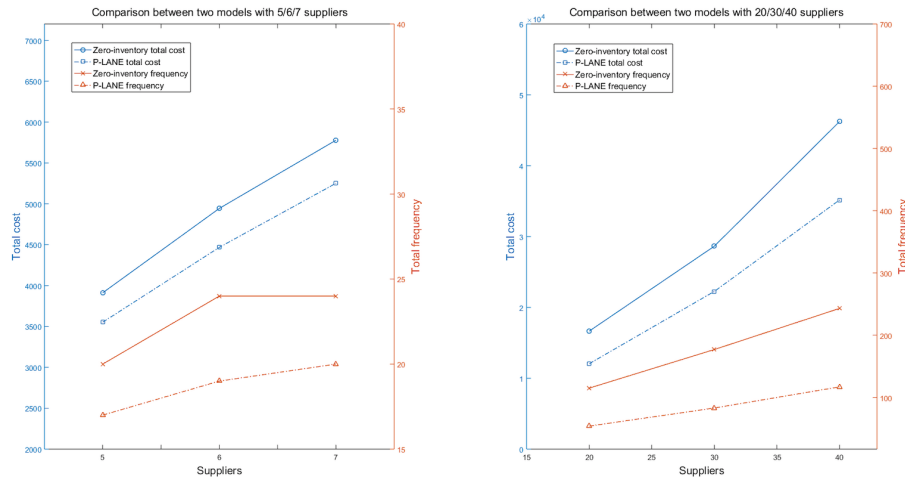 Comparison between two models with 5/6/7 suppliers
7000
6500
6000
5500
5000
4500
4000
3500
3000
2500
2000
Total cost
Zero-inventory total cost
P-LANE total cost
Zero-inventory frequency
P-LANE frequency
40
35
30
25
20
15
Total frequency
5
6
7
Suppliers
Comparison between two models with 20/30/40 suppliers
×10⁴
6
5
4
3
2
1
0
Total cost
Zero-inventory total cost
P-LANE total cost
Zero-inventory frequency
P-LANE frequency
700
600
500
400
300
200
100
Total frequency
15
20
25
30
35
40
Suppliers